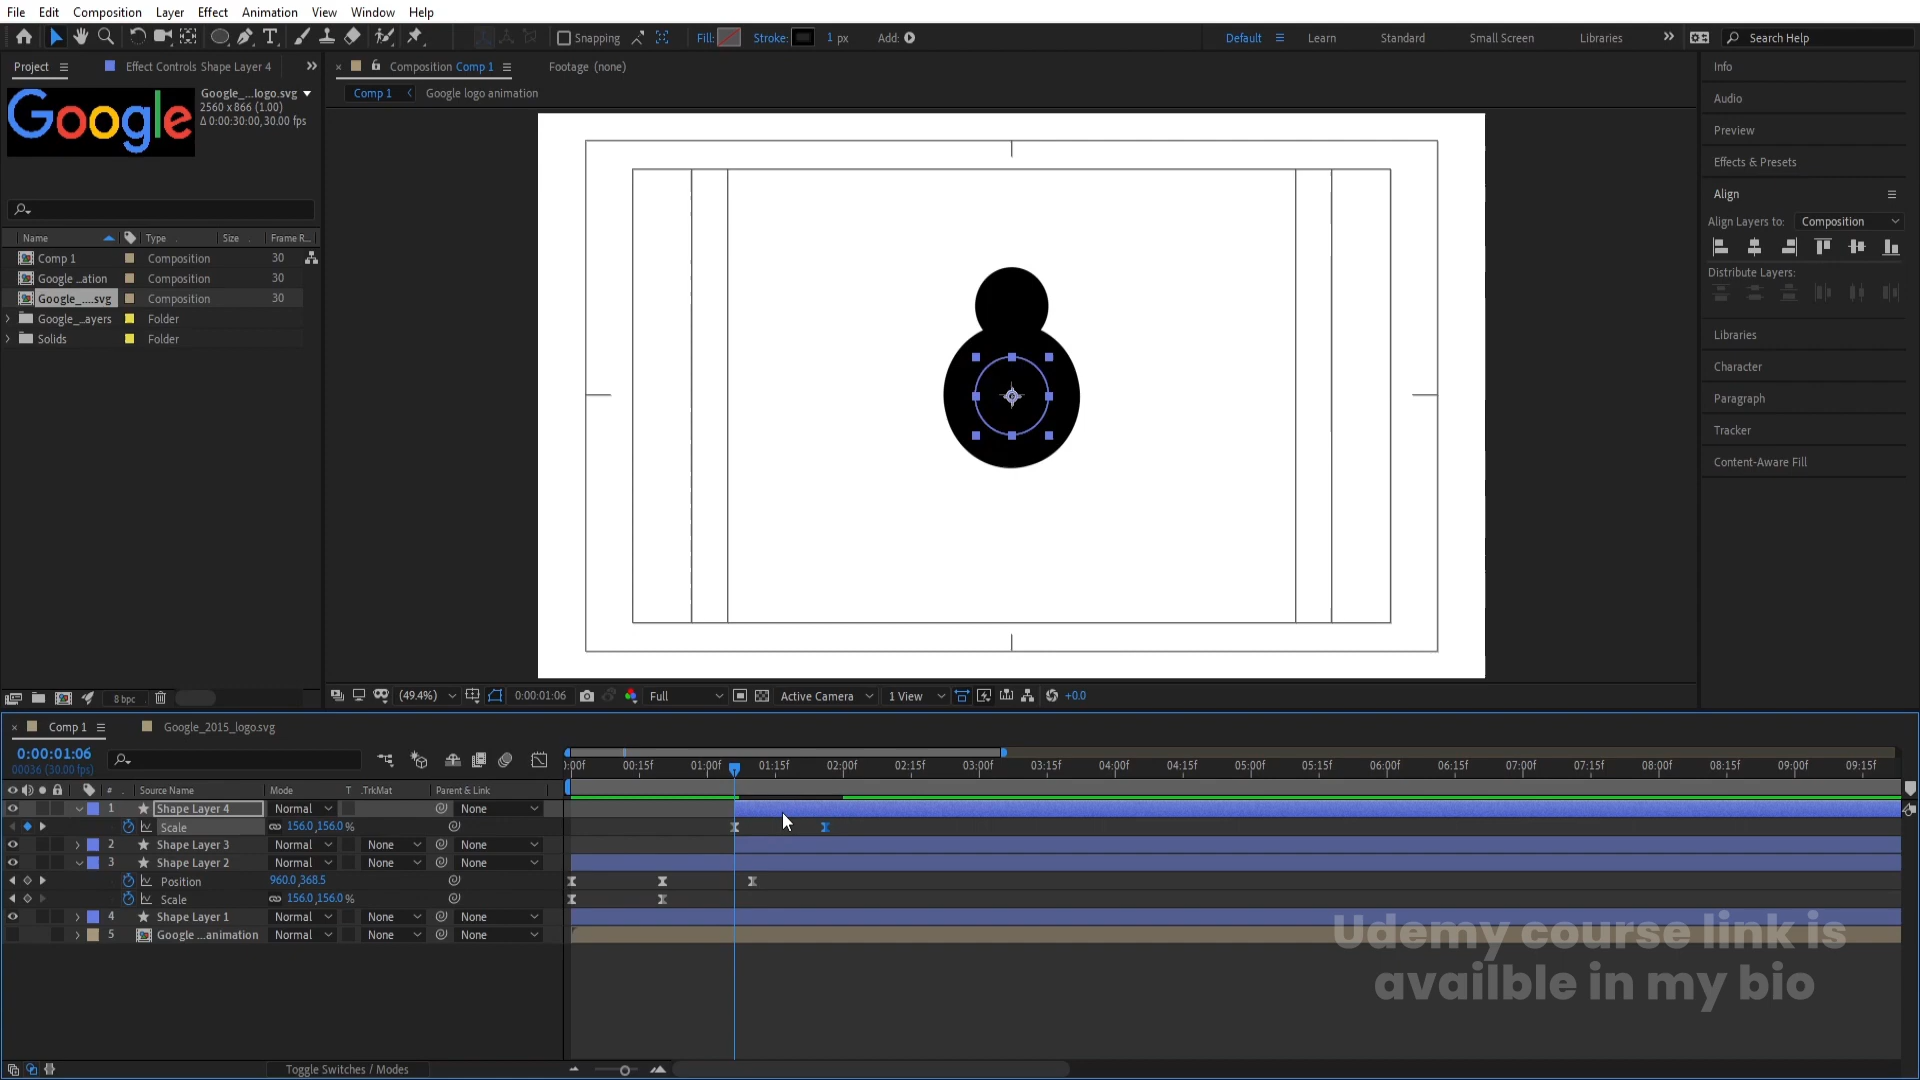 File Edit Composition Layer Effect Animation View Window Help
Snapping Fill: Stroke: 1 px Add: Default Learn Standard Small Screen Libraries Search Help
Project Effect Controls Shape Layer 4 Composition Comp 1 Footage (none) Info
Google_...logo.svg
2560 x 866 (1.00)
Δ 0:00:30:00, 30.00 fps
Google
Comp 1 Google logo animation
Audio
Preview
Effects & Presets
Align
Align Layers to: Composition
Distribute Layers:
Libraries
Character
Paragraph
Tracker
Content-Aware Fill
Name Type Size Frame R...
Comp 1 Composition 30
Google ...ation Composition 30
Google_....svg Composition 30
Google_...ayers Folder
Solids Folder
8 bpc (49.4%) 0:00:01:06 Full Active Camera 1 View +0.0
Comp 1 Google_2015_logo.svg
0:00:01:06
00036 (30.00 fps)
):00f 00:15f 01:00f 01:15f 02:00f 02:15f 03:00f 03:15f 04:00f 04:15f 05:00f 05:15f 06:00f 06:15f 07:00f 07:15f 08:00f 08:15f 09:00f 09:15f
# Source Name Mode T .TrkMat Parent & Link
1 Shape Layer 4 Normal None
Scale 156.0,156.0%
2 Shape Layer 3 Normal None None
3 Shape Layer 2 Normal None None
Position 960.0,368.5
Scale 156.0,156.0%
4 Shape Layer 1 Normal None None
5 Google ...animation Normal None None
Udemy course link is
availble in my bio
Toggle Switches / Modes